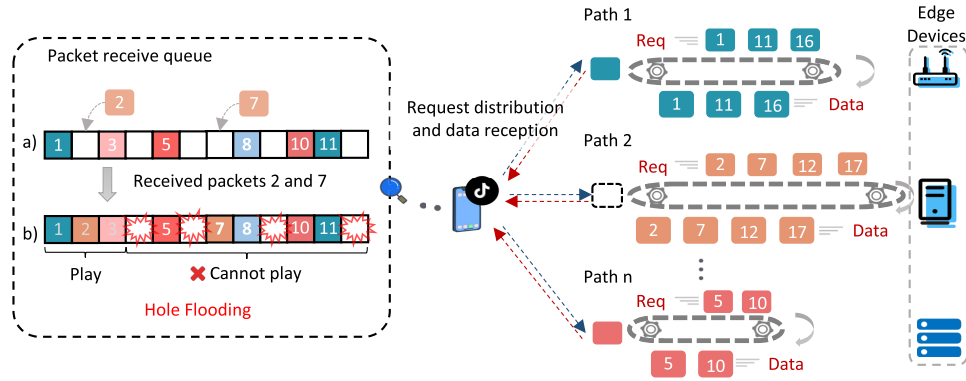 Packet receive queue
2
7
a)
1 3 5 8 10 11
Received packets 2 and 7
b)
1 2 3 5 7 8 10 11
Play
Cannot play
Hole Flooding
Request distribution
and data reception
Path 1
Req
1 11 16
1 11 16
Data
Path 2
Req
2 7 12 17
2 7 12 17
Data
Path n
Req
5 10
5 10
Data
Edge
Devices